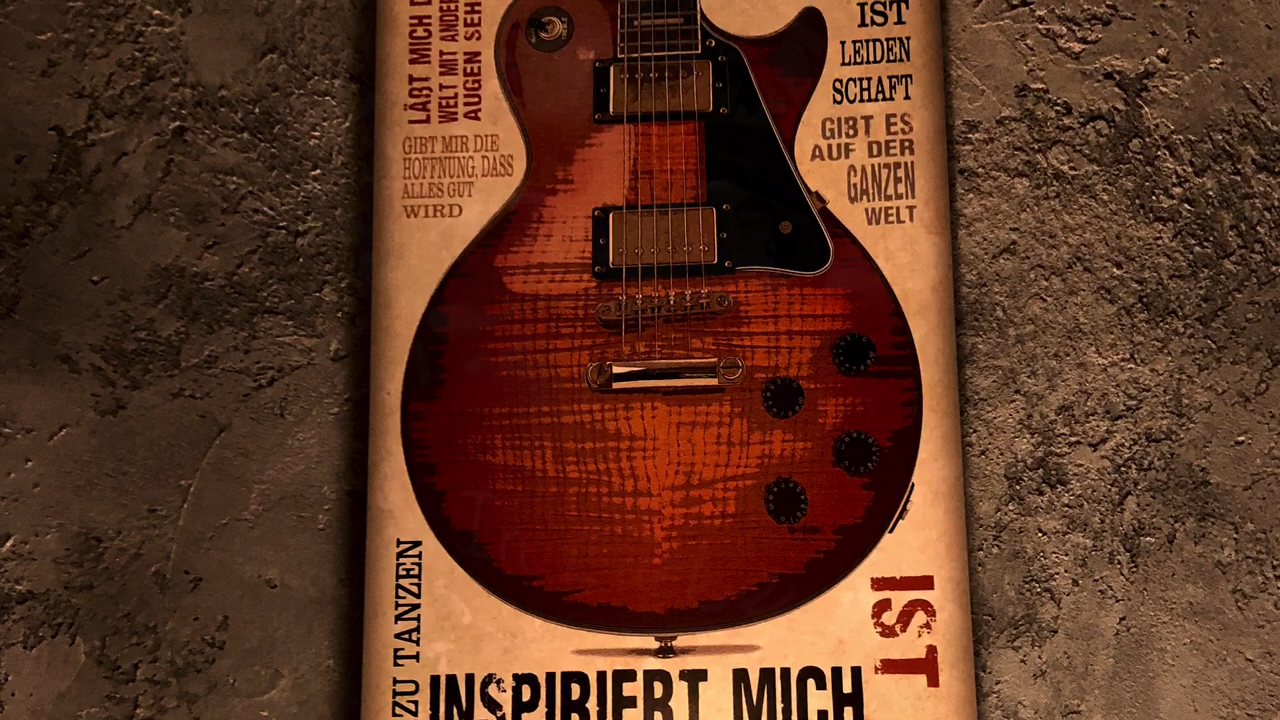 LÄßT MICH D
WELT MIT ANDER
AUGEN SEH
GIBT MIR DIE
HOFFNUNG, DASS
ALLES GUT
WIRD
IST
LEIDEN
SCHAFT
GIBT ES
AUF DER
GANZEN
WELT
ZU TANZEN
INSPIRIERT MICH
IST